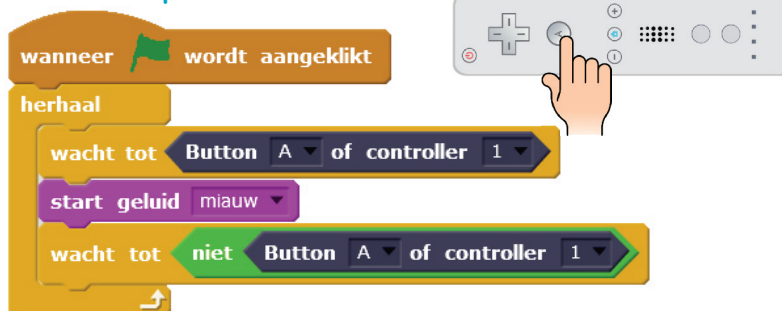 wanneer wordt aangeklikt
herhaal
wacht tot Button A of controller 1
start geluid miauw
wacht tot niet Button A of controller 1